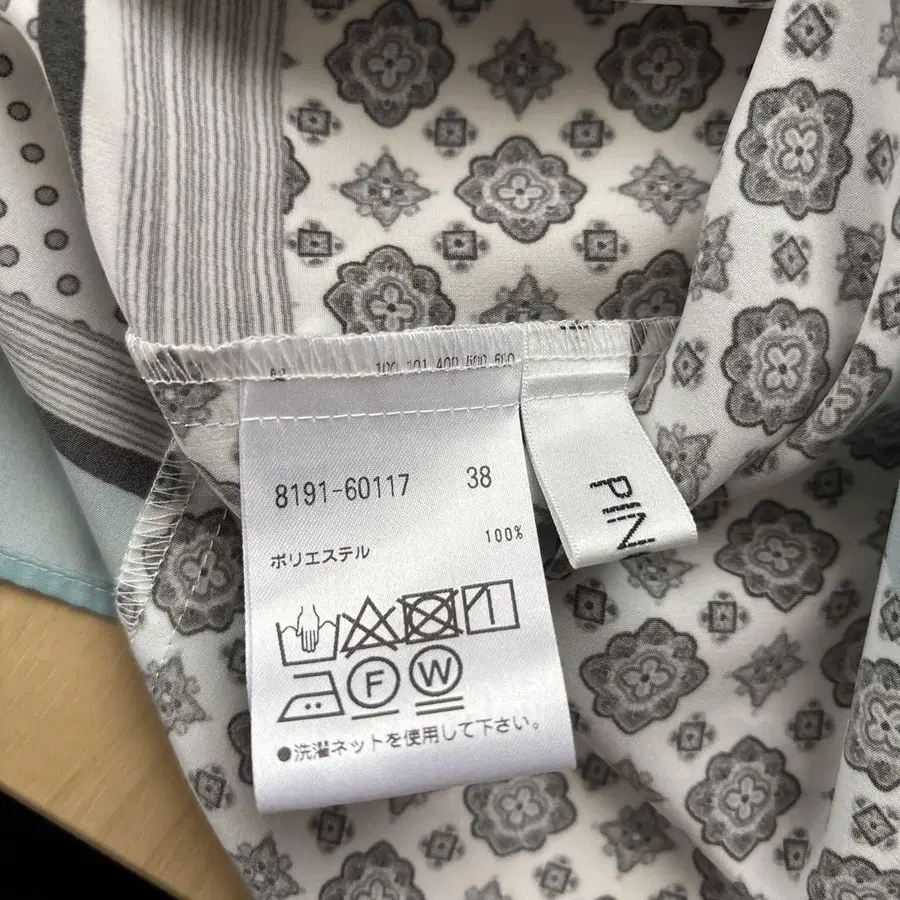 8191-60117 38
ポリエステル 100%
F W
●洗濯ネットを使用して下さい。
PIN